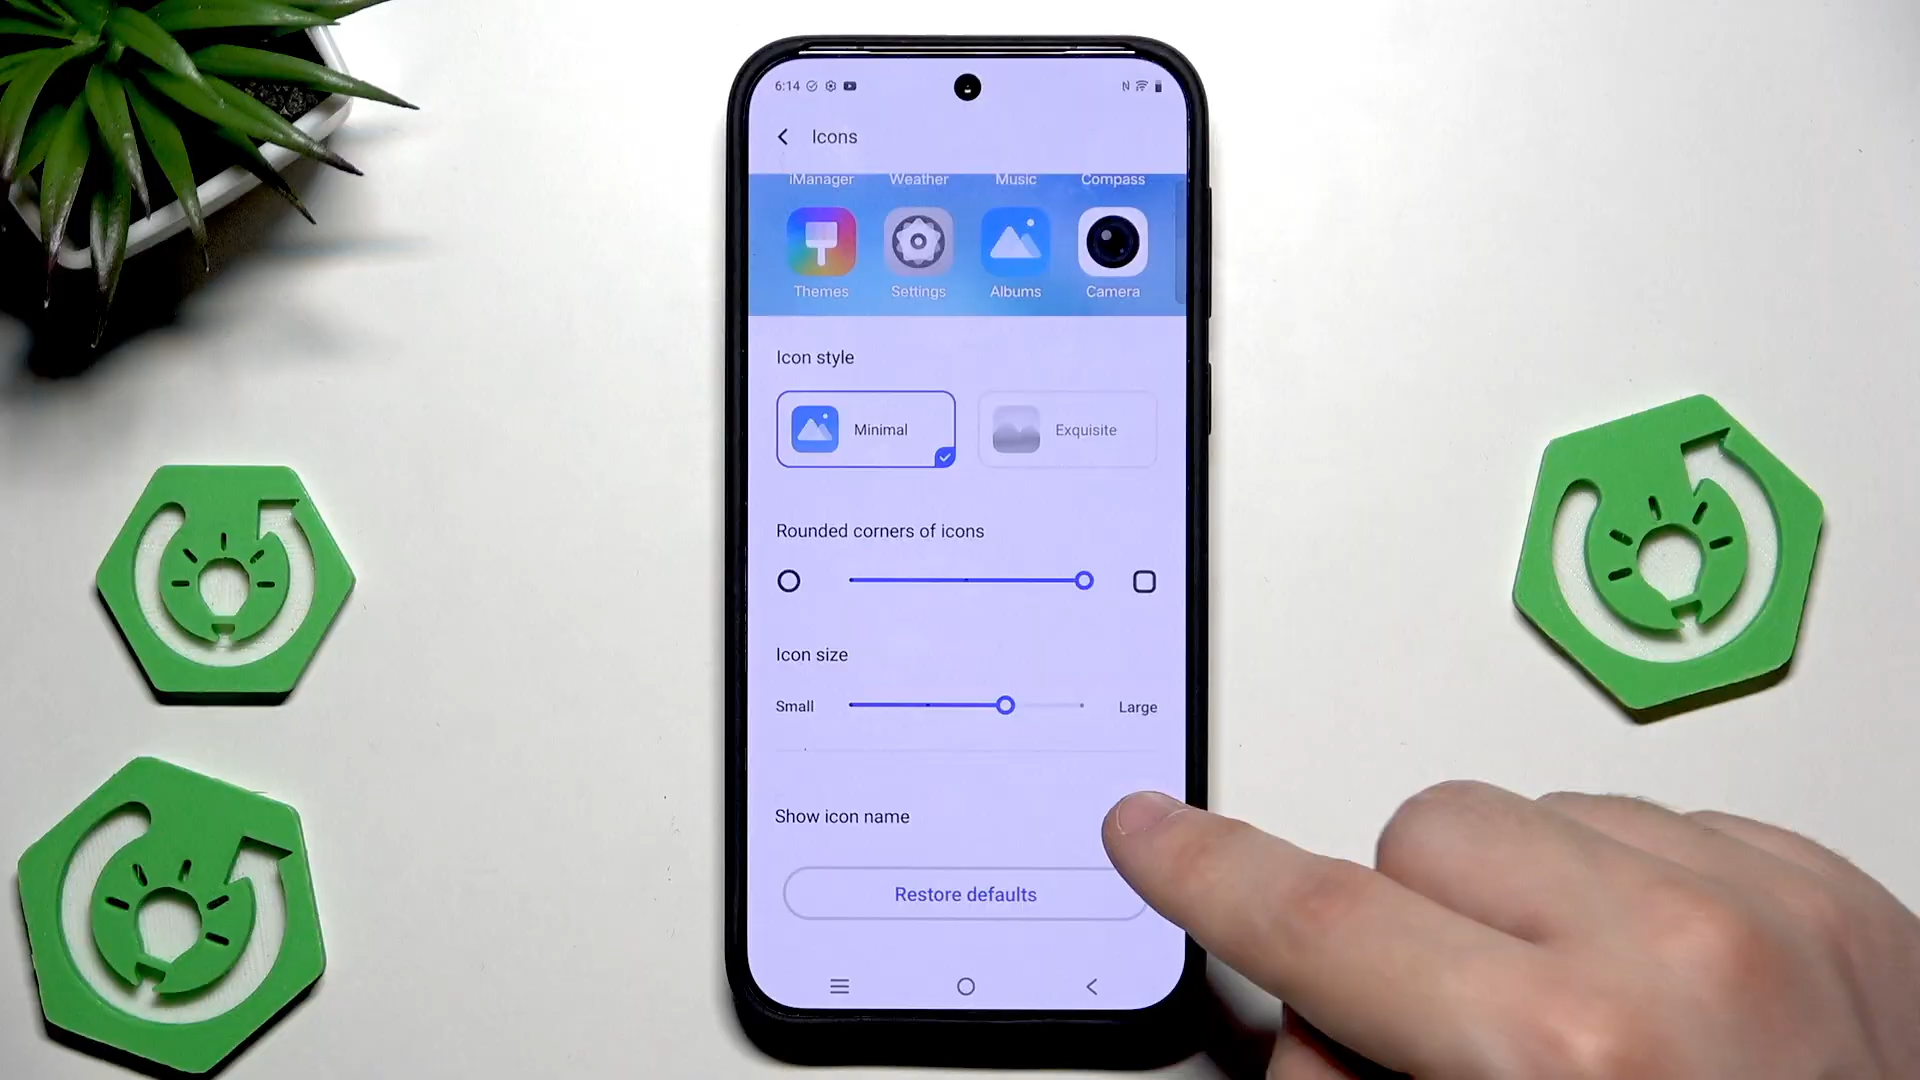 6:14
Icons
iManager Weather Music Compass
Themes Settings Albums Camera
Icon style
Minimal Exquisite
Rounded corners of icons
Icon size
Small Large
Show icon name
Restore defaults